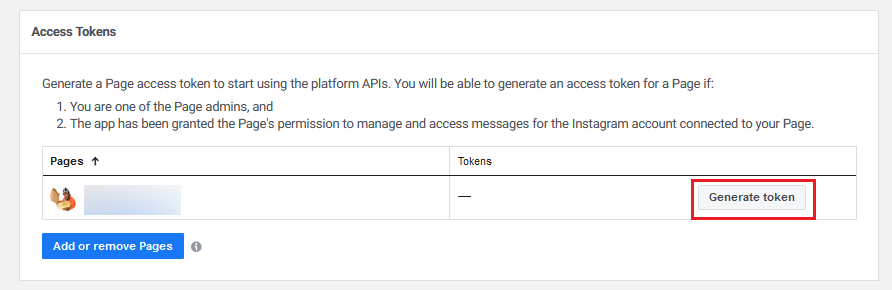 Access Tokens
Generate a Page access token to start using the platform APIs. You will be able to generate an access token for a Page if:
1. You are one of the Page admins, and
2. The app has been granted the Page's permission to manage and access messages for the Instagram account connected to your Page.
Pages ↑ Tokens
— Generate token
Add or remove Pages